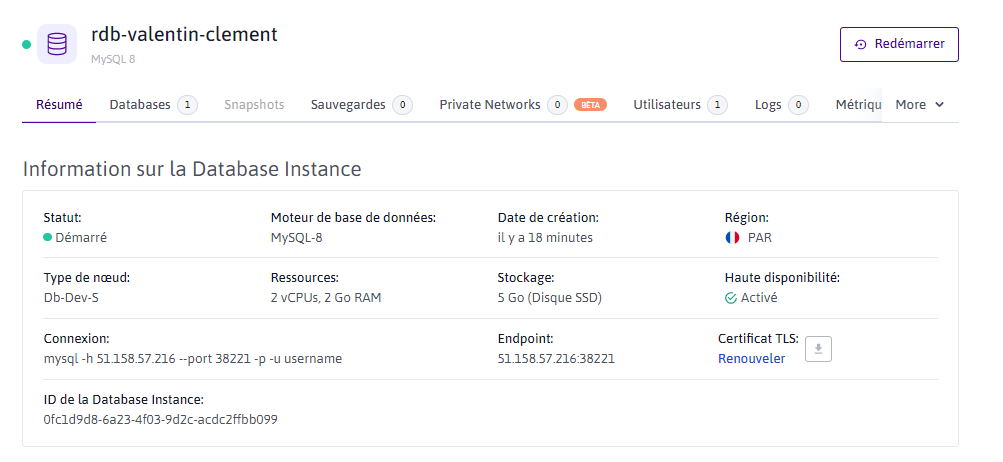 rdb-valentin-clement
MySQL 8
Redémarrer
Résumé Databases 1 Snapshots Sauvegardes 0 Private Networks 0 BÊTA Utilisateurs 1 Logs 0 Métriqu More
Information sur la Database Instance
Statut: Moteur de base de données: Date de création: Région:
Démarré MySQL-8 il y a 18 minutes PAR
Type de nœud: Ressources: Stockage: Haute disponibilité:
Db-Dev-S 2 vCPUs, 2 Go RAM 5 Go (Disque SSD) Activé
Connexion: Endpoint: Certificat TLS:
mysql -h 51.158.57.216 --port 38221 -p -u username 51.158.57.216:38221 Renouveler
ID de la Database Instance:
0fc1d9d8-6a23-4f03-9d2c-acdc2ffbb099